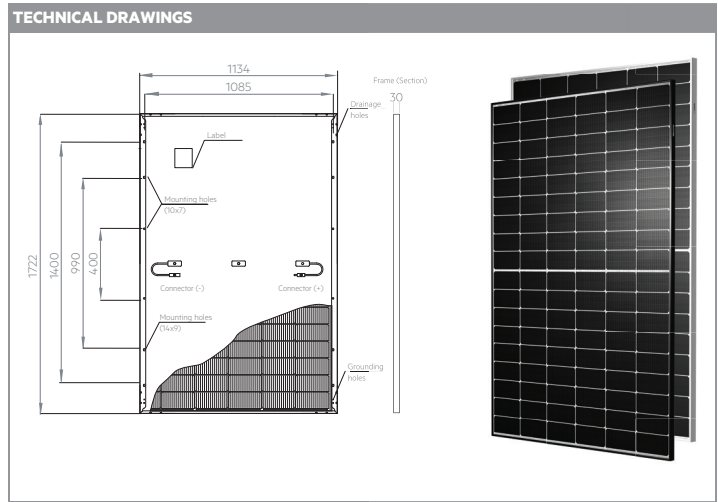 TECHNICAL DRAWINGS
1134
1085
Frame (Section)
30
Drainage
holes
Label
Mounting holes
(10x7)
1722
1400
990
400
Connector (-)
Connector (+)
Mounting holes
(14x9)
Grounding
holes